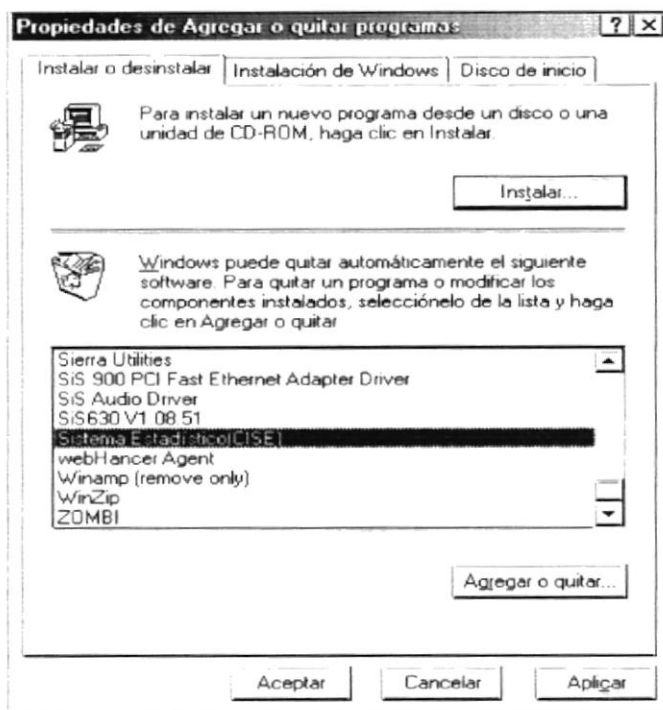 Propiedades de Agregar o quitar programas
Instalar o desinstalar
Instalación de Windows
Disco de inicio
Para instalar un nuevo programa desde un disco o una
unidad de CD-ROM, haga clic en Instalar.
Instalar...
Windows puede quitar automáticamente el siguiente
software. Para quitar un programa o modificar los
componentes instalados, selecciónelo de la lista y haga
clic en Agregar o quitar
Sierra Utilities
SiS 900 PCI Fast Ethernet Adapter Driver
SiS Audio Driver
SiS630 V1 08 51
Sistema Estadistico(CISE)
webHancer Agent
Winamp (remove only)
WinZip
ZOMBI
Agregar o quitar...
Aceptar
Cancelar
Aplicar